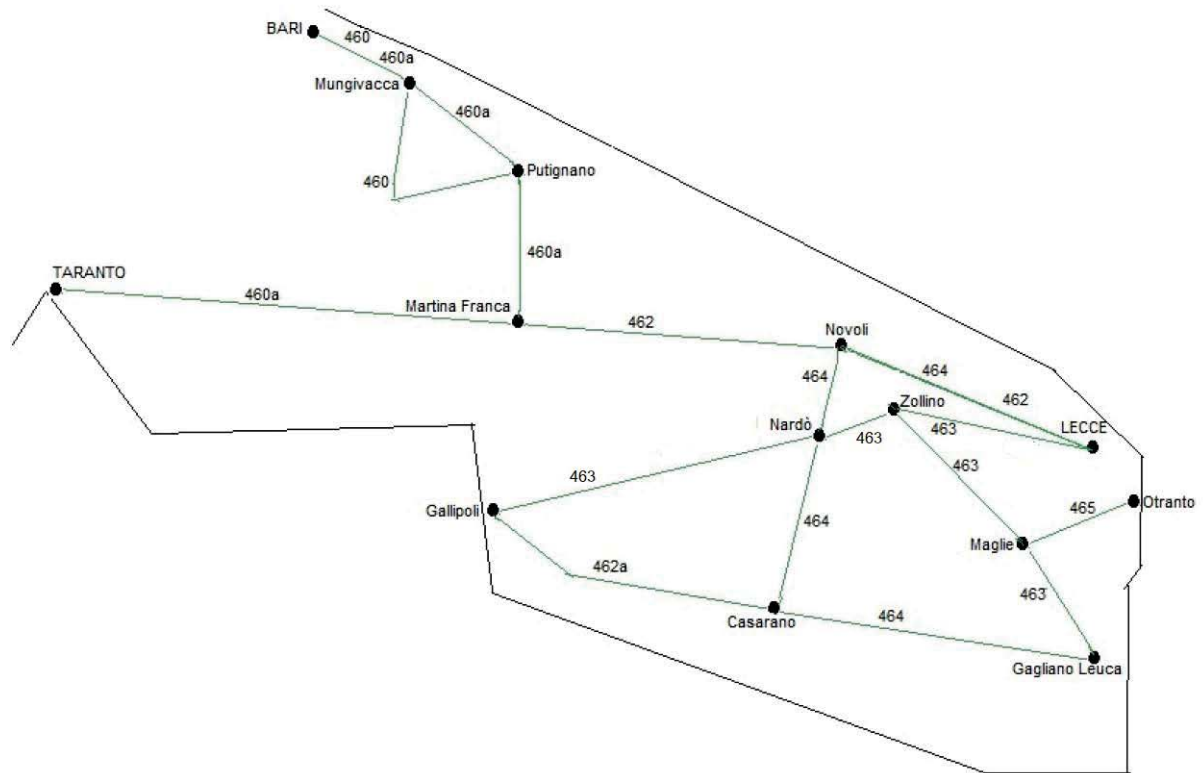 BARI
460
460a
Mungivacca
460a
Putignano
460
460a
TARANTO
460a
Martina Franca
462
Novoli
464
464
462
Zollino
LECCE
Nardò
463
463
463
463
Gallipoli
464
465
Otranto
Maglie
462a
463
Casarano
464
Gagliano Leuca